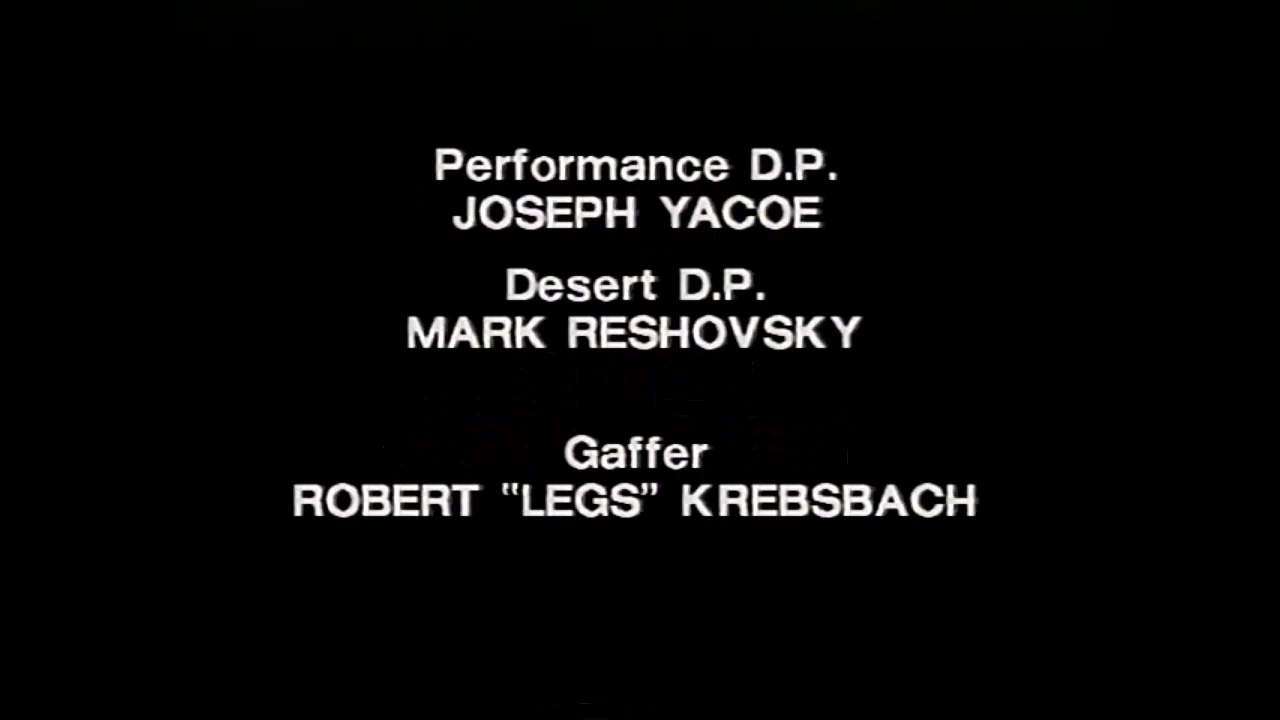 Performance D.P.
JOSEPH YACOE
Desert D.P.
MARK RESHOVSKY
Gaffer
ROBERT "LEGS" KREBSBACH